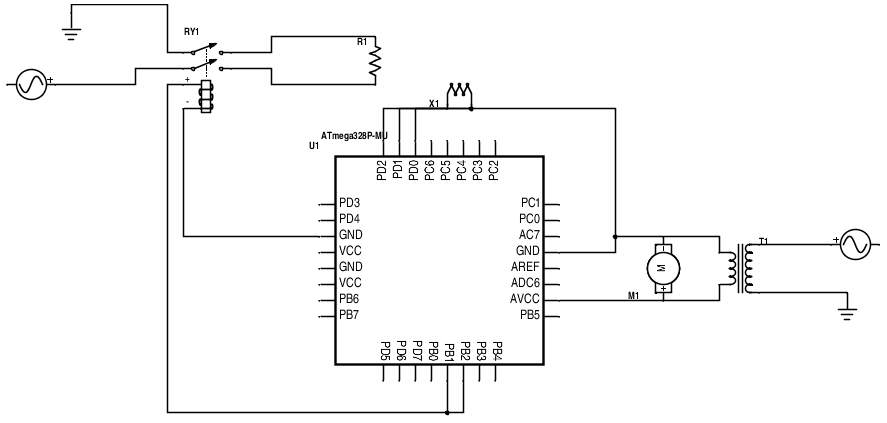 RY1
R1
+
+
-
X1
ATmega328P-MU
U1
PD2 PD1 PD0 PC6 PC5 PC4 PC3 PC2
PD3 PC1
PD4 PC0
GND AC7
VCC GND
GND AREF
VCC ADC6
PB6 AVCC
PB7 PB5
PD5 PD6 PD7 PB0 PB1 PB2 PB3 PB4
T1
+
-
M
+
M1